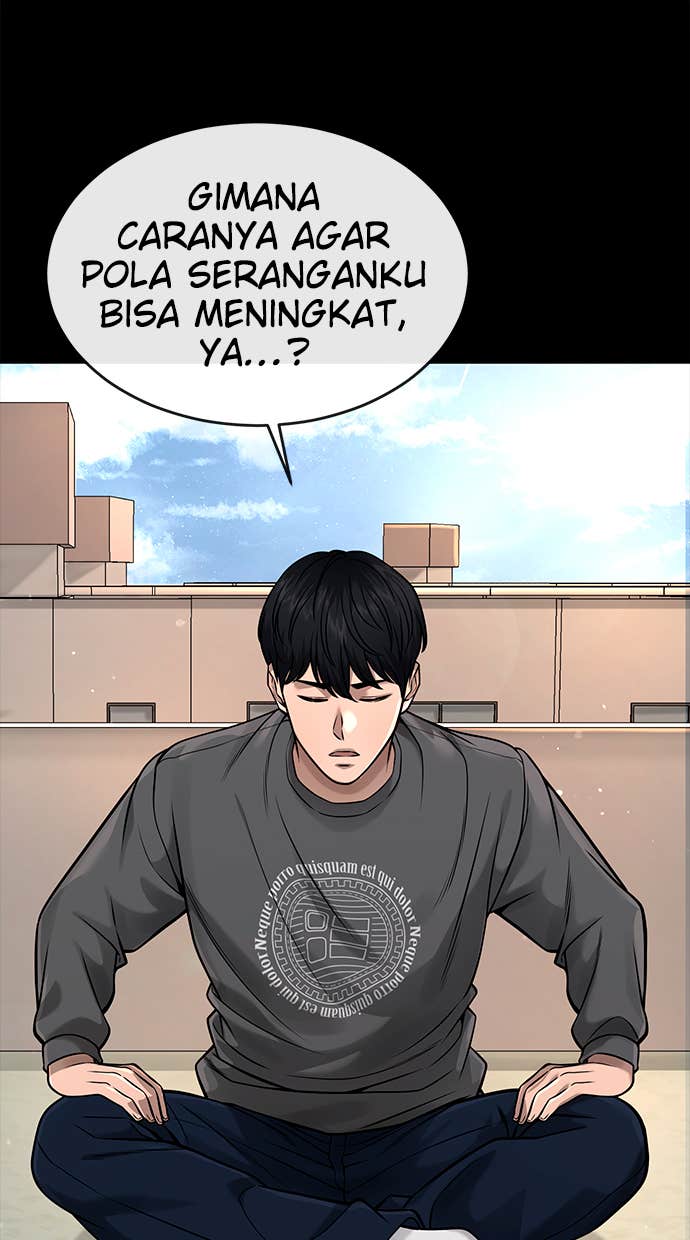 GIMANA
CARANYA AGAR
POLA SERANGANKU
BISA MENINGKAT,
YA...?
Neque porro quisquam est qui dolor Neque porro quisquam est qui dolor